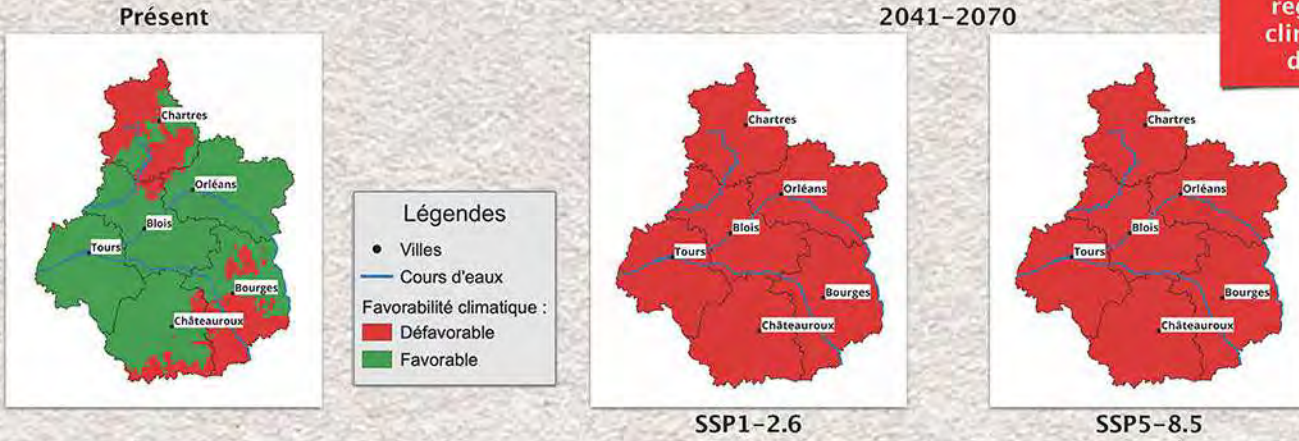 Présent
2041-2070
Chartres
Orléans
Blois
Tours
Bourges
Châteauroux
Légendes
Villes
Cours d'eaux
Favorabilité climatique :
Défavorable
Favorable
Chartres
Orléans
Blois
Tours
Bourges
Châteauroux
SSP1-2.6
Chartres
Orléans
Blois
Tours
Bourges
Châteauroux
SSP5-8.5